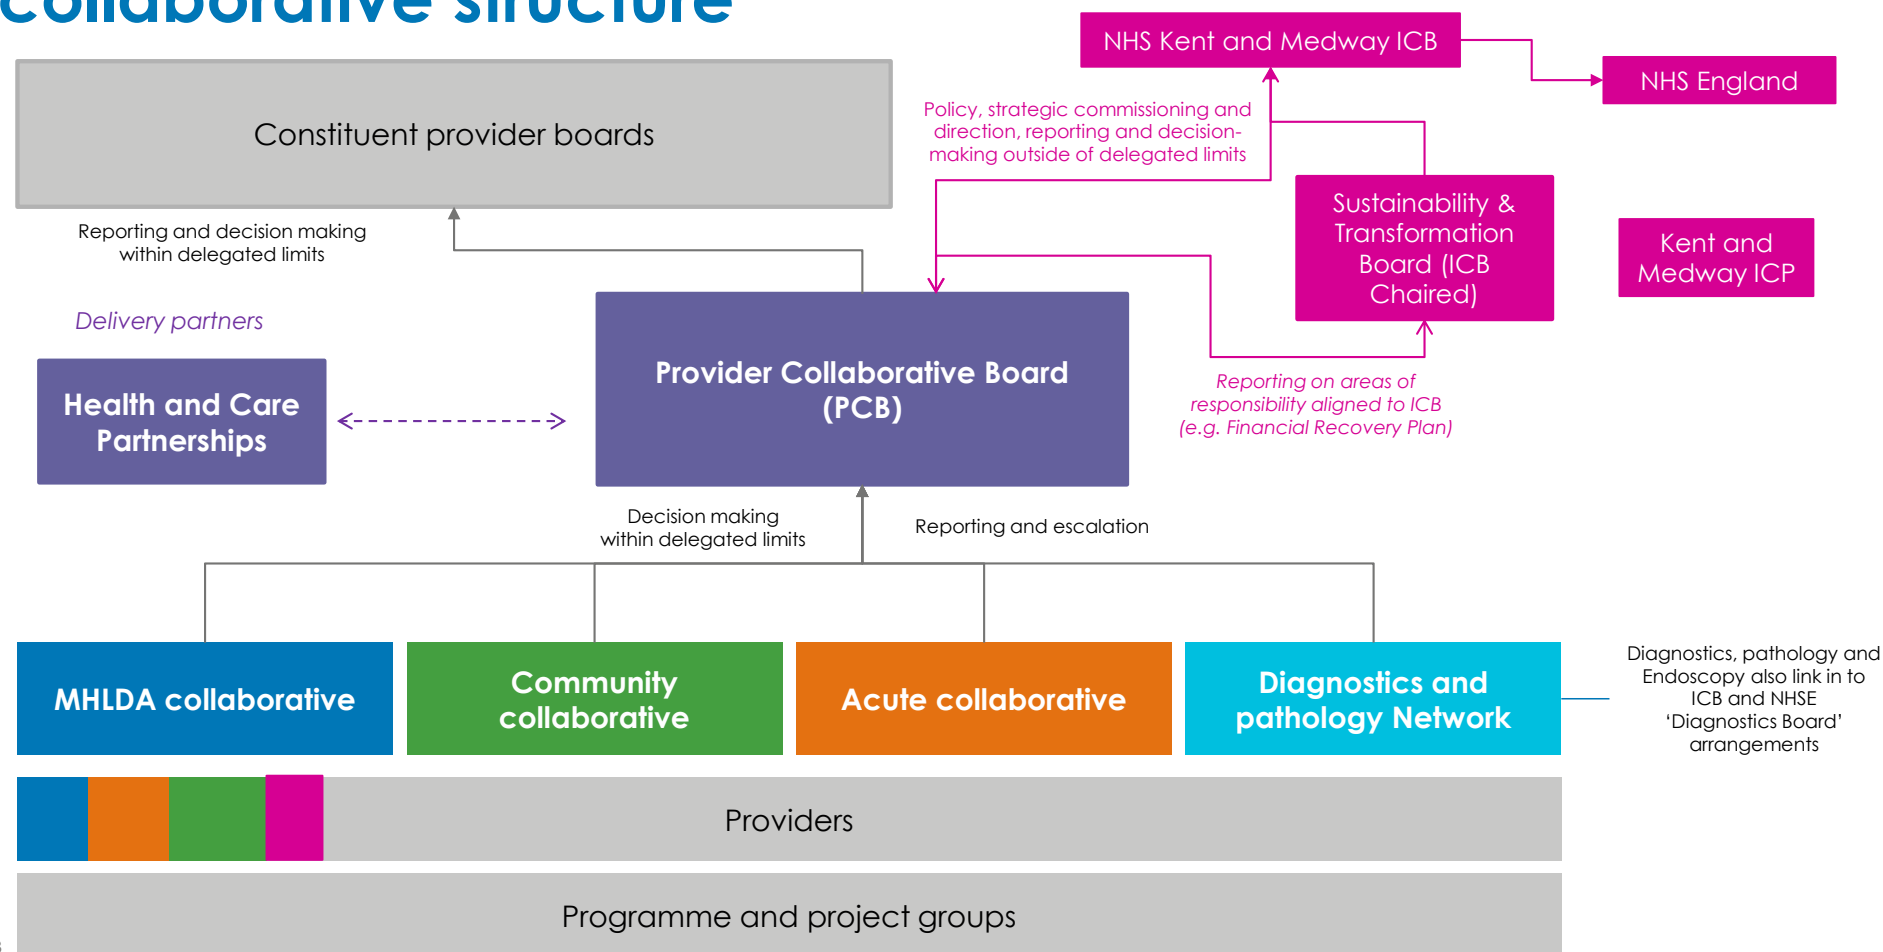 collaborative structure
NHS Kent and Medway ICB
NHS England
Constituent provider boards
Policy, strategic commissioning and
direction, reporting and decision-
making outside of delegated limits
Sustainability &
Transformation
Board (ICB
Chaired)
Kent and
Medway ICP
Reporting and decision making
within delegated limits
Delivery partners
Health and Care
Partnerships
Provider Collaborative Board
(PCB)
Reporting on areas of
responsibility aligned to ICB
(e.g. Financial Recovery Plan)
Decision making
within delegated limits
Reporting and escalation
MHLDA collaborative
Community
collaborative
Acute collaborative
Diagnostics and
pathology Network
Diagnostics, pathology and
Endoscopy also link in to
ICB and NHSE
‘Diagnostics Board’
arrangements
Providers
Programme and project groups